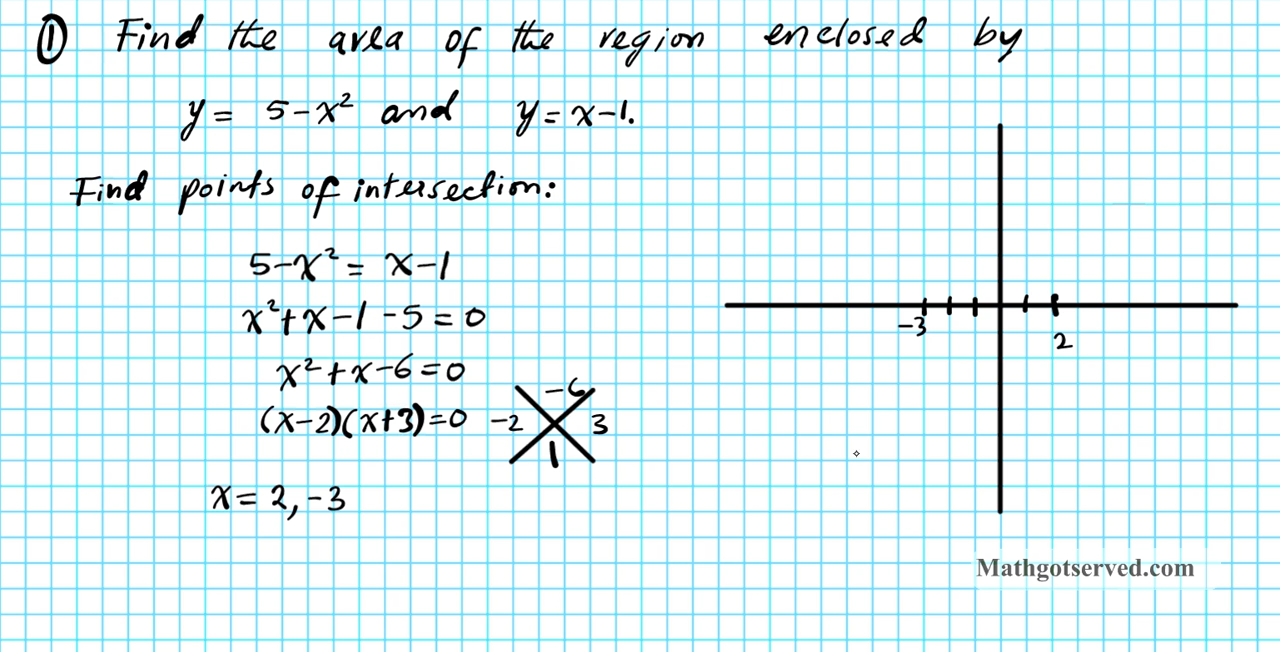 ① Find the area of the region enclosed by
y = 5-x² and y = x-1.
Find points of intersection:
5-x² = x-1
x²+x-1-5=0
x²+x-6=0
(x-2)(x+3)=0
-6
-2 3
1
x = 2, -3
-3
2
Mathgotserved.com